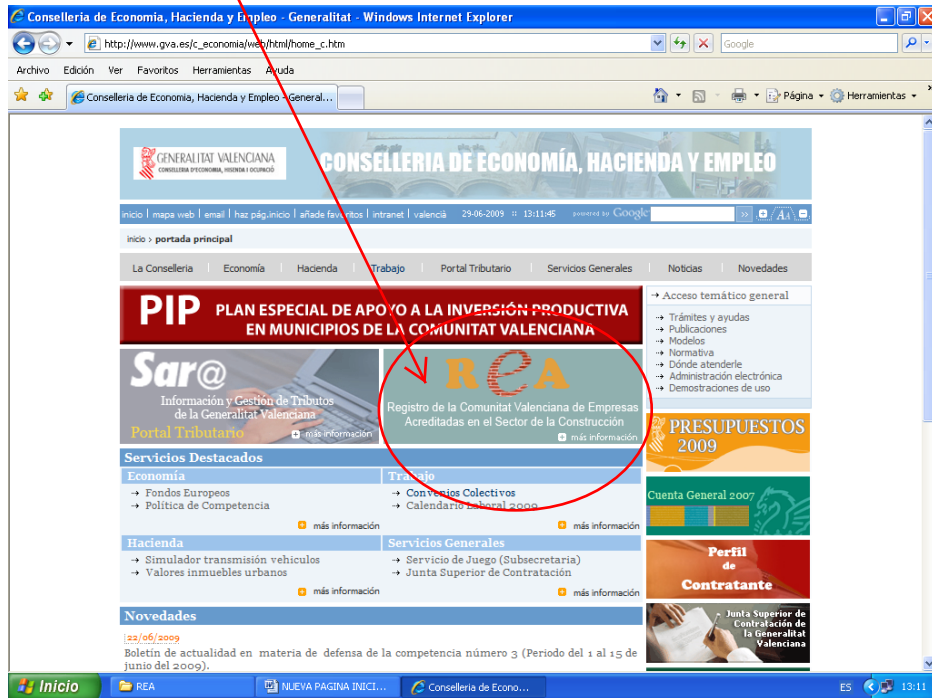 Conselleria de Economia, Hacienda y Empleo - Generalitat - Windows Internet Explorer
http://www.gva.es/c_economia/web/html/home_c.htm
Google
Archivo Edición Ver Favoritos Herramientas Ayuda
Conselleria de Economia, Hacienda y Empleo - General...
Página Herramientas
GENERALITAT VALENCIANA
CONSELLERIA D'ECONOMIA, HISENDA I OCUPACIÓ
CONSELLERIA DE ECONOMÍA, HACIENDA Y EMPLEO
inicio | mapa web | email | haz pág.inicio | añade favoritos | intranet | valencià 29-06-2009 :: 13:11:45 powered by Google
inicio > portada principal
La Conselleria Economía Hacienda Trabajo Portal Tributario Servicios Generales Noticias Novedades
PIP PLAN ESPECIAL DE APOYO A LA INVERSIÓN PRODUCTIVA
EN MUNICIPIOS DE LA COMUNITAT VALENCIANA
Sar@
Información y Gestión de Tributos
de la Generalitat Valenciana
Portal Tributario más información
ReA
Registro de la Comunitat Valenciana de Empresas
Acreditadas en el Sector de la Construcción
más información
Acceso temático general
Trámites y ayudas
Publicaciones
Modelos
Normativa
Dónde atenderle
Administración electrónica
Demostraciones de uso
PRESUPUESTOS
2009
Servicios Destacados
Economía
→ Fondos Europeos
→ Política de Competencia
más información
Trabajo
→ Convenios Colectivos
→ Calendario Laboral 2009
más información
Hacienda
→ Simulador transmisión vehículos
→ Valores inmuebles urbanos
más información
Servicios Generales
→ Servicio de Juego (Subsecretaria)
→ Junta Superior de Contratación
más información
Cuenta General 2007
Perfil
de
Contratante
Junta Superior de
Contratación de
la Generalitat
Valenciana
Novedades
22/06/2009
Boletín de actualidad en materia de defensa de la competencia número 3 (Periodo del 1 al 15 de
junio del 2009).
Inicio REA NUEVA PAGINA INICI... Conselleria de Econo... ES 13:11